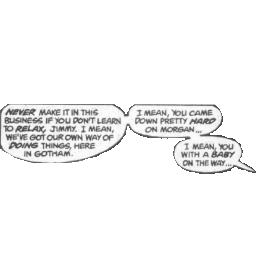 NEVER MAKE IT IN THIS
BUSINESS IF YOU DON'T LEARN
TO RELAX, JIMMY. I MEAN,
WE'VE GOT OUR OWN WAY OF
DOING THINGS, HERE
IN GOTHAM.
I MEAN, YOU CAME
DOWN PRETTY HARD
ON MORGAN...
I MEAN, YOU
WITH A BABY
ON THE WAY...